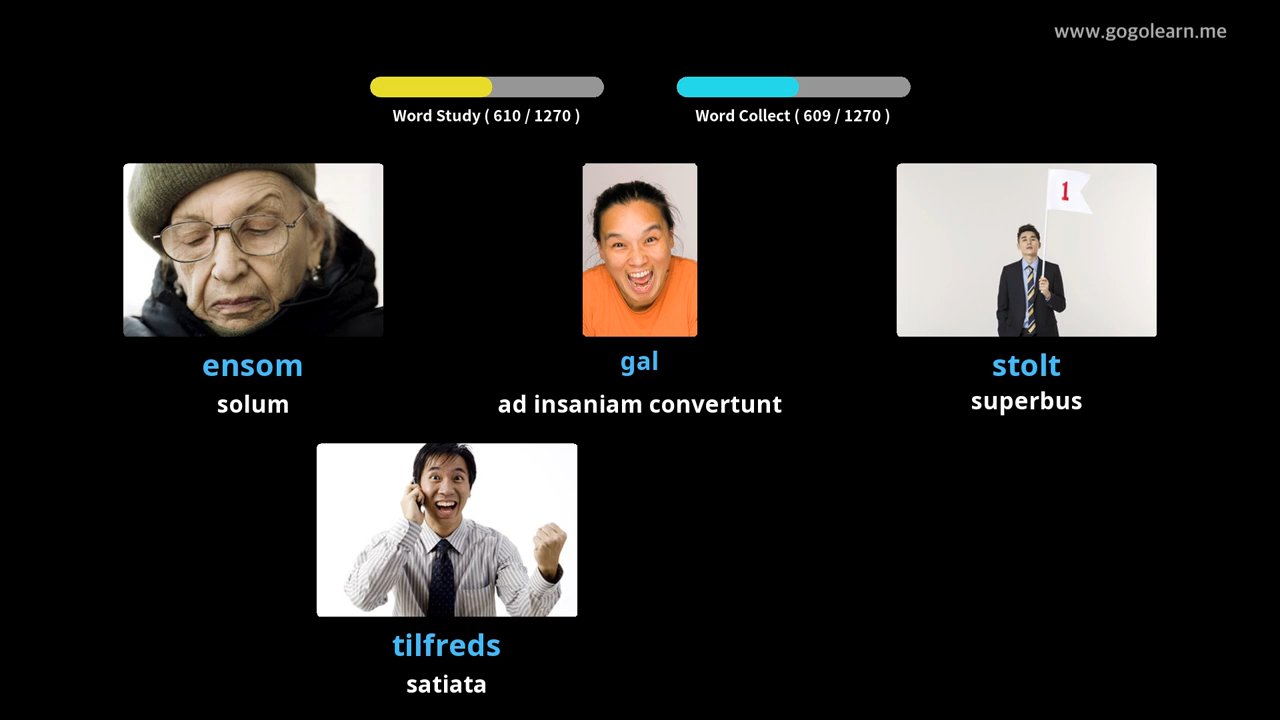 www.gogolearn.me
Word Study ( 610 / 1270 )
Word Collect ( 609 / 1270 )
1
ensom
solum
gal
ad insaniam convertunt
stolt
superbus
tilfreds
satiata